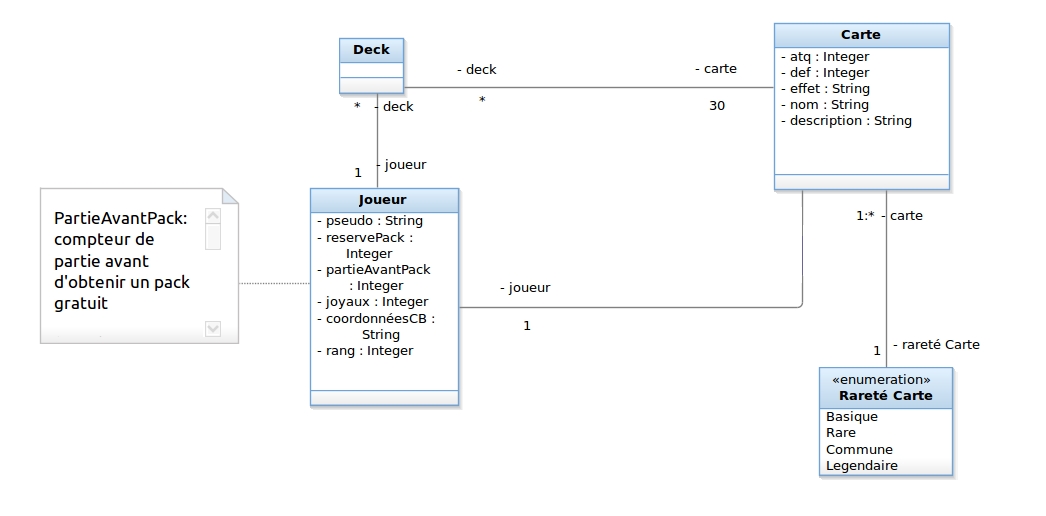 Deck
Carte
- atq : Integer
- def : Integer
- effet : String
- nom : String
- description : String
- deck
*
- carte
30
* - deck
1 - joueur
PartieAvantPack:
compteur de
partie avant
d'obtenir un pack
gratuit
Joueur
- pseudo : String
- reservePack :
Integer
- partieAvantPack
: Integer
- joyaux : Integer
- coordonnéesCB :
String
- rang : Integer
- joueur
1
1:* - carte
1 - rareté Carte
«enumeration»
Rareté Carte
Basique
Rare
Commune
Legendaire